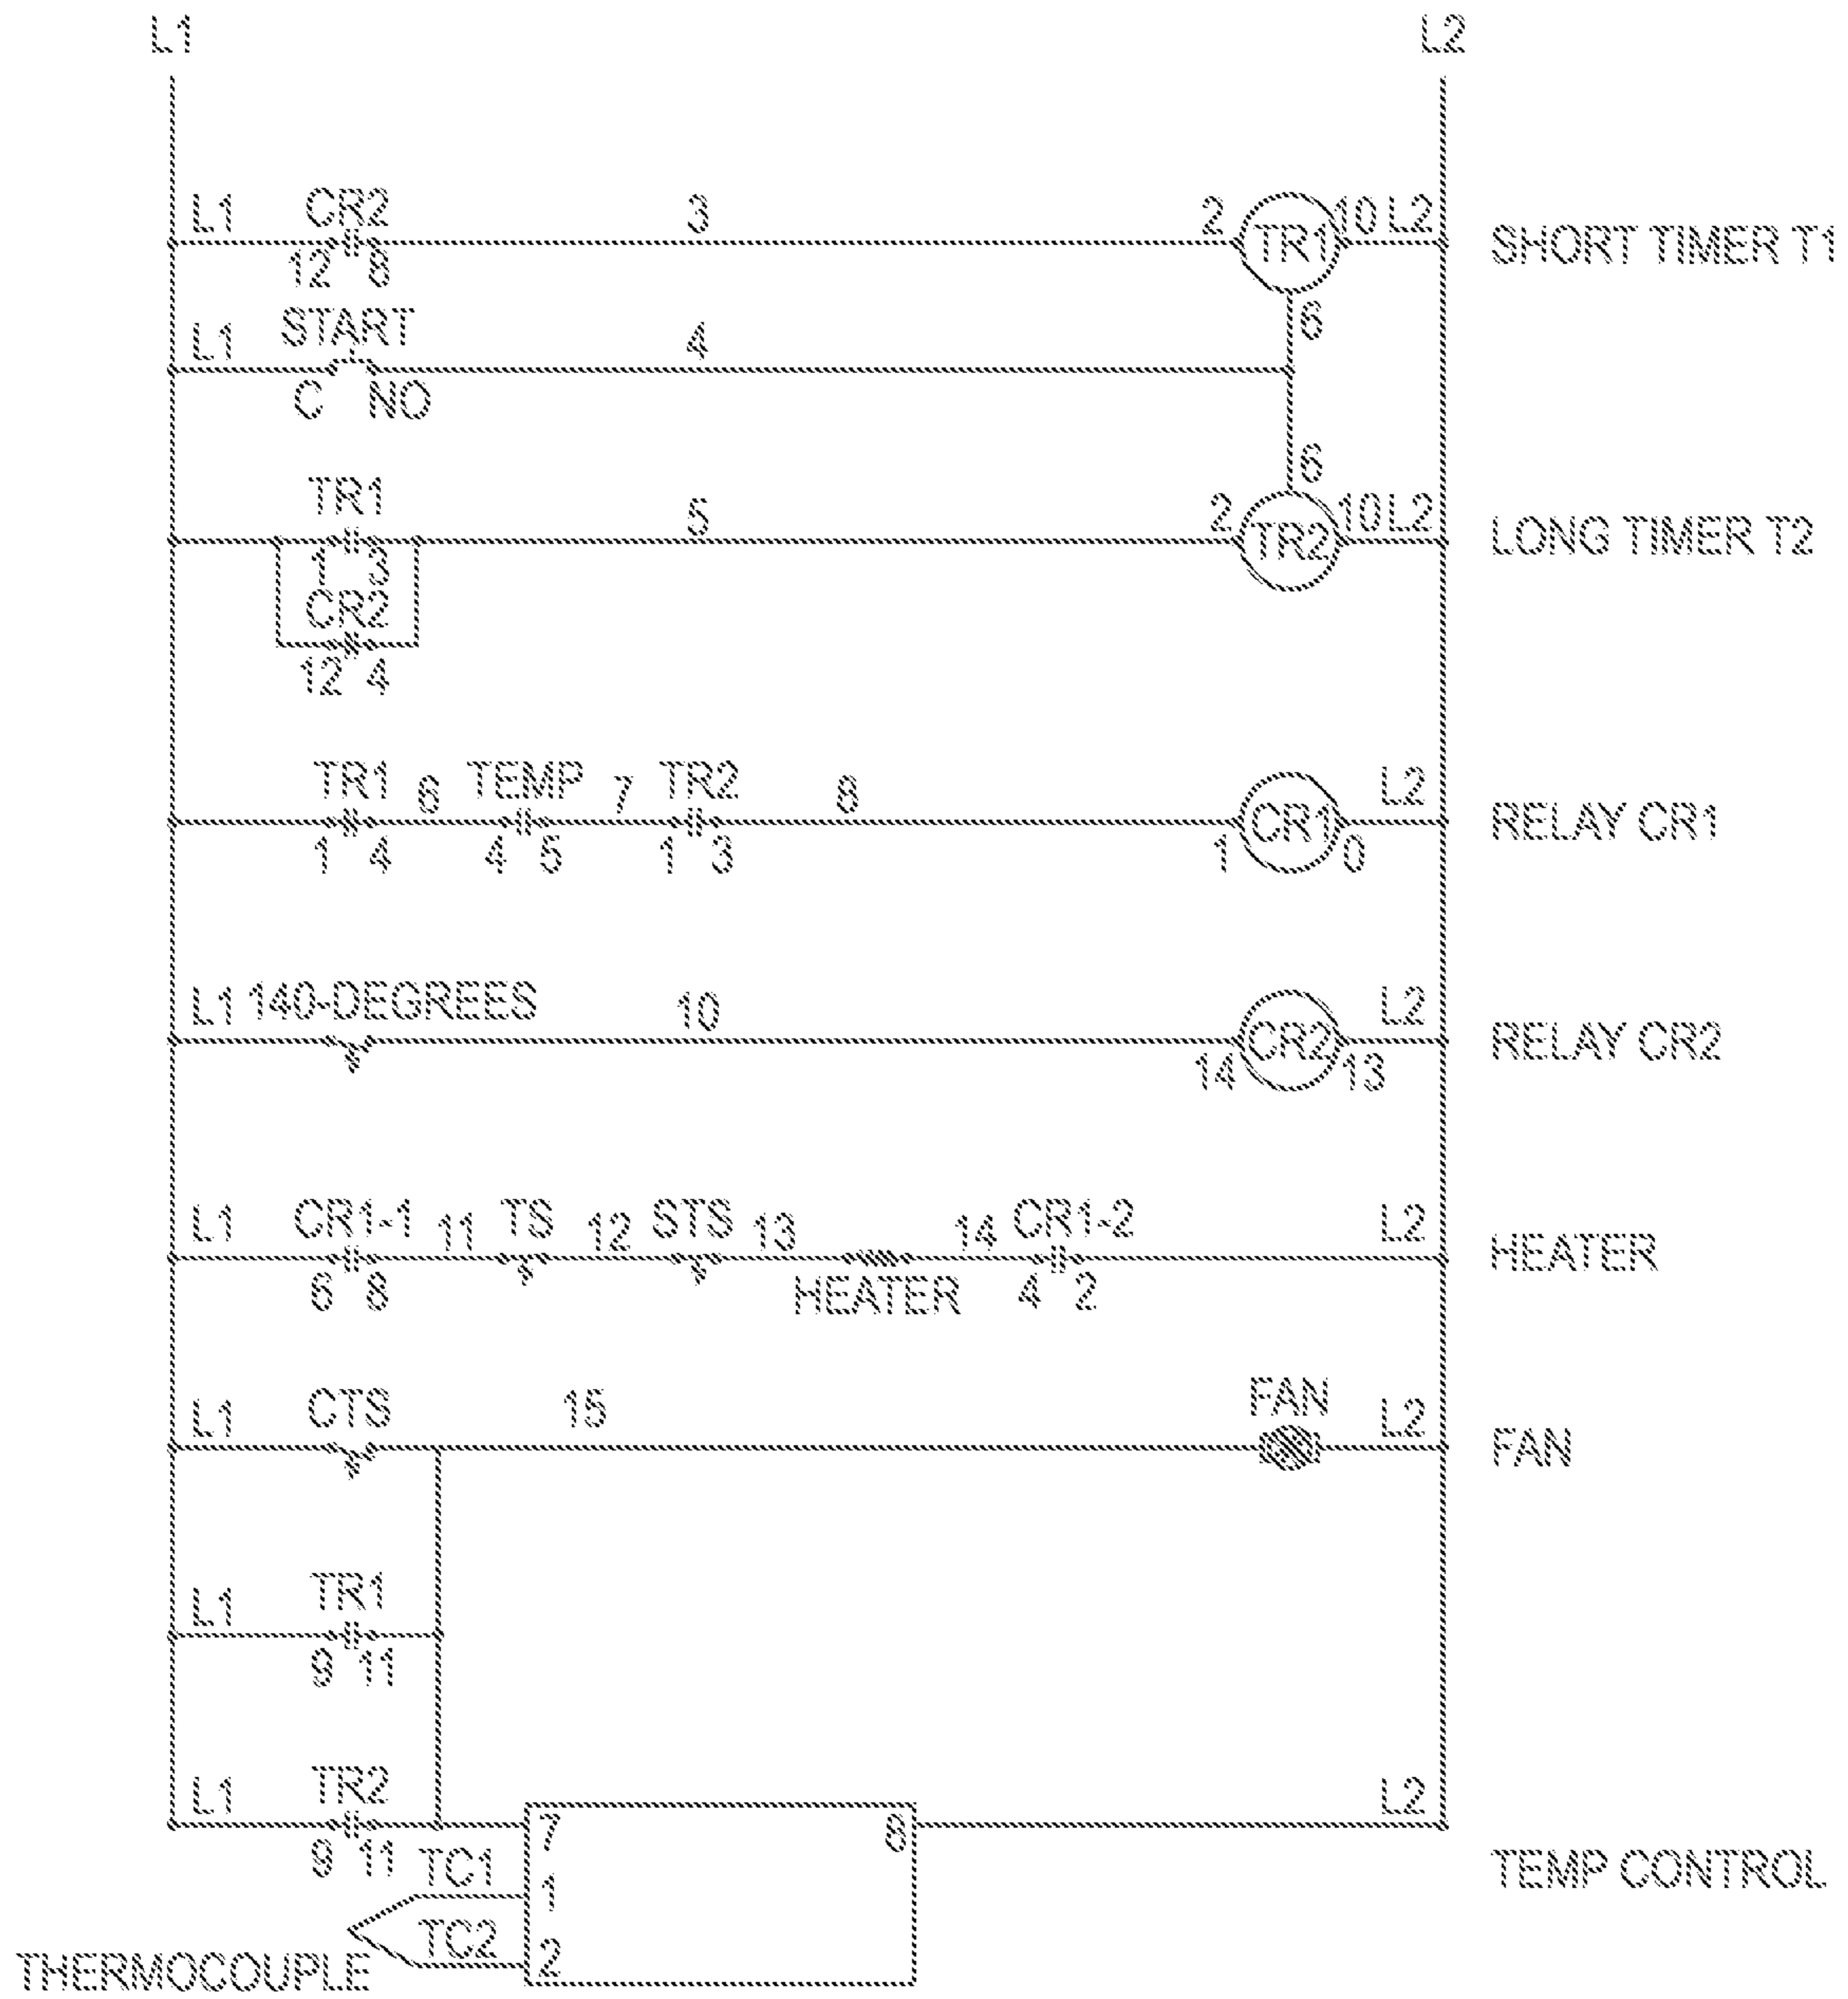 L1 L2
L1 CR2 3 2 TR1 10 L2 SHORT TIMER T1
12 8
6
L1 START 4
C NO
6
TR1 5 2 TR2 10 L2 LONG TIMER T2
1 3
CR2
12 4
TR1 6 TEMP 7 TR2 8 CR1 L2 RELAY CR1
1 4 4 5 1 3 1 0
L1 140-DEGREES 10 CR2 L2 RELAY CR2
14 13
L1 CR1-1 11 TS 12 STS 13 14 CR1-2 L2 HEATER
6 8 HEATER 4 2
L1 CTS 15 FAN L2 FAN
L1 TR1
9 11
L1 TR2 L2
9 11 7 8
TC1 1 TEMP CONTROL
TC2 2
THERMOCOUPLE